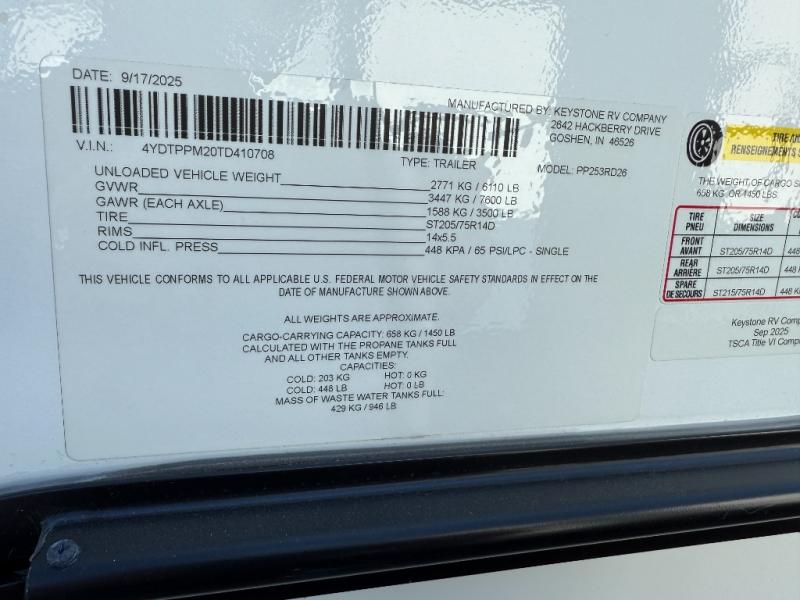 DATE: 9/17/2025
MANUFACTURED BY: KEYSTONE RV COMPANY
2642 HACKBERRY DRIVE
GOSHEN, IN 46526
V.I.N.: 4YDTPPM20TD410708
TYPE: TRAILER
MODEL: PP253RD26
UNLOADED VEHICLE WEIGHT 2771 KG / 6110 LB
GVWR 3447 KG / 7600 LB
GAWR (EACH AXLE) 1588 KG / 3500 LB
TIRE ST205/75R14D
RIMS 14x5.5
COLD INFL. PRESS 448 KPA / 65 PSI/LPC - SINGLE
THIS VEHICLE CONFORMS TO ALL APPLICABLE U.S. FEDERAL MOTOR VEHICLE SAFETY STANDARDS IN EFFECT ON THE
DATE OF MANUFACTURE SHOWN ABOVE.
ALL WEIGHTS ARE APPROXIMATE.
CARGO-CARRYING CAPACITY: 658 KG / 1450 LB
CALCULATED WITH THE PROPANE TANKS FULL
AND ALL OTHER TANKS EMPTY.
CAPACITIES:
COLD: 203 KG HOT: 0 KG
COLD: 448 LB HOT: 0 LB
MASS OF WASTE WATER TANKS FULL:
429 KG / 946 LB
TIRE
RENSEIGNEMENTS
THE WEIGHT OF CARGO
658 KG. OR 1450 LBS.
TIRE SIZE
PNEU DIMENSIONS
FRONT
AVANT ST205/75R14D 448
REAR
ARRIÈRE ST205/75R14D 448
SPARE
DE SECOURS ST215/75R14D 448
Keystone RV
Sep 2025
TSCA Title VI